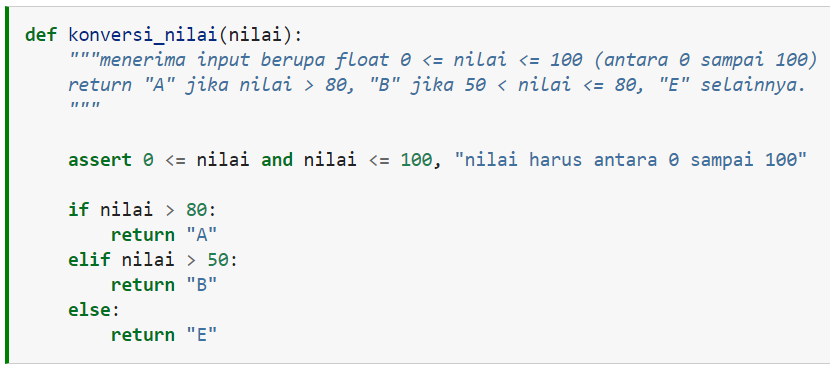 def konversi_nilai(nilai):
    """menerima input berupa float 0 <= nilai <= 100 (antara 0 sampai 100)
    return "A" jika nilai > 80, "B" jika 50 < nilai <= 80, "E" selainnya.
    """

    assert 0 <= nilai and nilai <= 100, "nilai harus antara 0 sampai 100"

    if nilai > 80:
        return "A"
    elif nilai > 50:
        return "B"
    else:
        return "E"